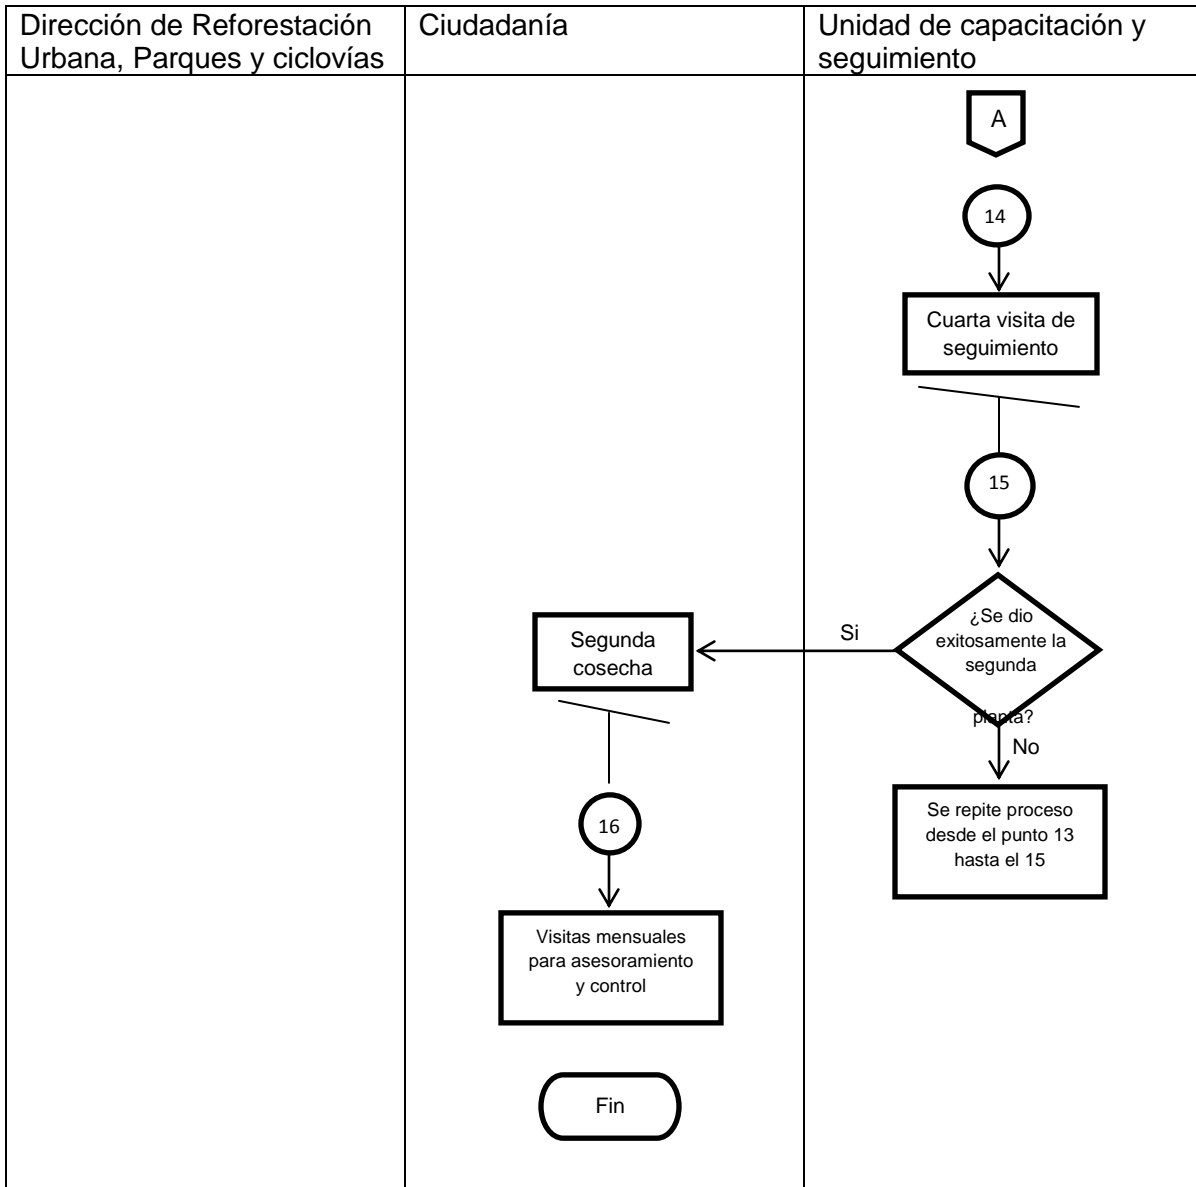 Dirección de Reforestación
Urbana, Parques y ciclovías
Ciudadanía
Unidad de capacitación y
seguimiento
A
14
Cuarta visita de
seguimiento
15
¿Se dio
exitosamente la
segunda
planta?
Si
Segunda
cosecha
No
Se repite proceso
desde el punto 13
hasta el 15
16
Visitas mensuales
para asesoramiento
y control
Fin